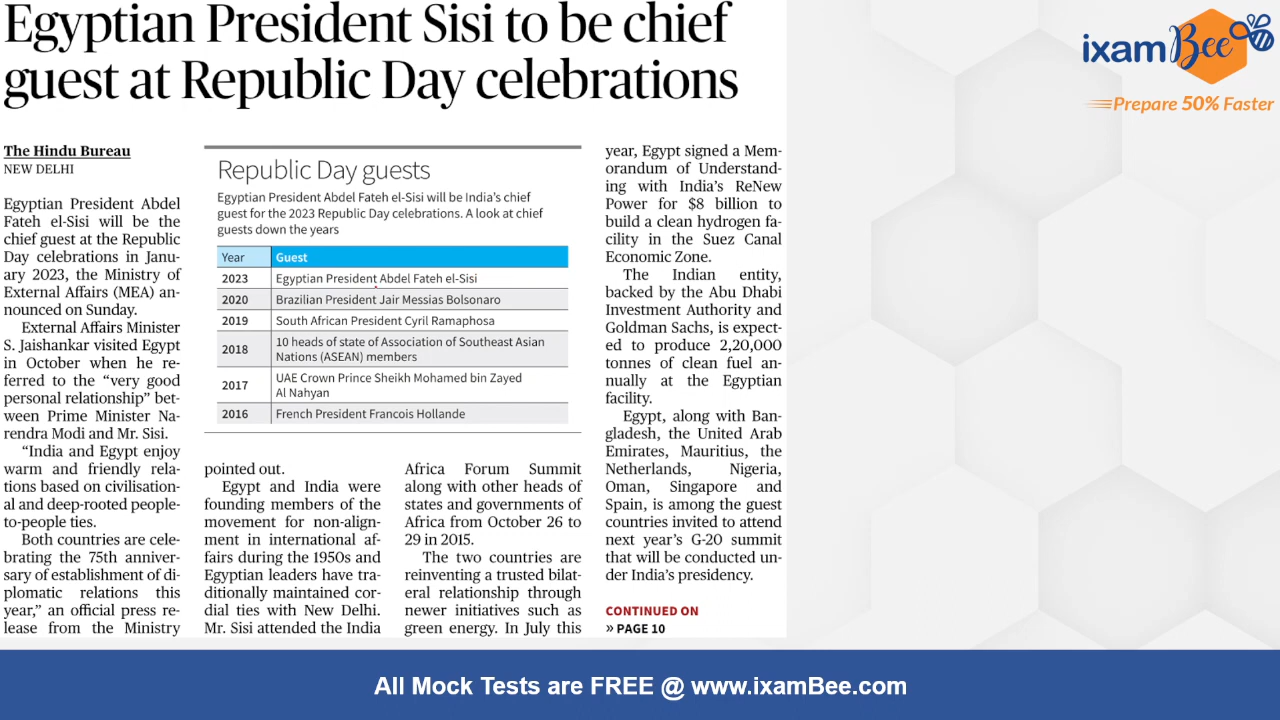 Egyptian President Sisi to be chief
guest at Republic Day celebrations
ixamBee
Prepare 50% Faster
The Hindu Bureau
NEW DELHI
Egyptian President Abdel
Fateh el-Sisi will be the
chief guest at the Republic
Day celebrations in Janu-
ary 2023, the Ministry of
External Affairs (MEA) an-
nounced on Sunday.
External Affairs Minister
S. Jaishankar visited Egypt
in October when he re-
ferred to the “very good
personal relationship” bet-
ween Prime Minister Na-
rendra Modi and Mr. Sisi.
“India and Egypt enjoy
warm and friendly rela-
tions based on civilisation-
al and deep-rooted people-
to-people ties.
Both countries are cele-
brating the 75th anniver-
sary of establishment of di-
plomatic relations this
year,” an official press re-
lease from the Ministry
Republic Day guests
Egyptian President Abdel Fateh el-Sisi will be India’s chief
guest for the 2023 Republic Day celebrations. A look at chief
guests down the years
Year Guest
2023 Egyptian President Abdel Fateh el-Sisi
2020 Brazilian President Jair Messias Bolsonaro
2019 South African President Cyril Ramaphosa
2018 10 heads of state of Association of Southeast Asian
Nations (ASEAN) members
2017 UAE Crown Prince Sheikh Mohamed bin Zayed
Al Nahyan
2016 French President Francois Hollande
pointed out.
Egypt and India were
founding members of the
movement for non-align-
ment in international af-
fairs during the 1950s and
Egyptian leaders have tra-
ditionally maintained cor-
dial ties with New Delhi.
Mr. Sisi attended the India
Africa Forum Summit
along with other heads of
states and governments of
Africa from October 26 to
29 in 2015.
The two countries are
reinventing a trusted bilat-
eral relationship through
newer initiatives such as
green energy. In July this
year, Egypt signed a Mem-
orandum of Understand-
ing with India’s ReNew
Power for $8 billion to
build a clean hydrogen fa-
cility in the Suez Canal
Economic Zone.
The Indian entity,
backed by the Abu Dhabi
Investment Authority and
Goldman Sachs, is expect-
ed to produce 2,20,000
tonnes of clean fuel an-
nually at the Egyptian
facility.
Egypt, along with Ban-
gladesh, the United Arab
Emirates, Mauritius, the
Netherlands, Nigeria,
Oman, Singapore and
Spain, is among the guest
countries invited to attend
next year’s G-20 summit
that will be conducted un-
der India’s presidency.
CONTINUED ON
» PAGE 10
All Mock Tests are FREE @ www.ixamBee.com